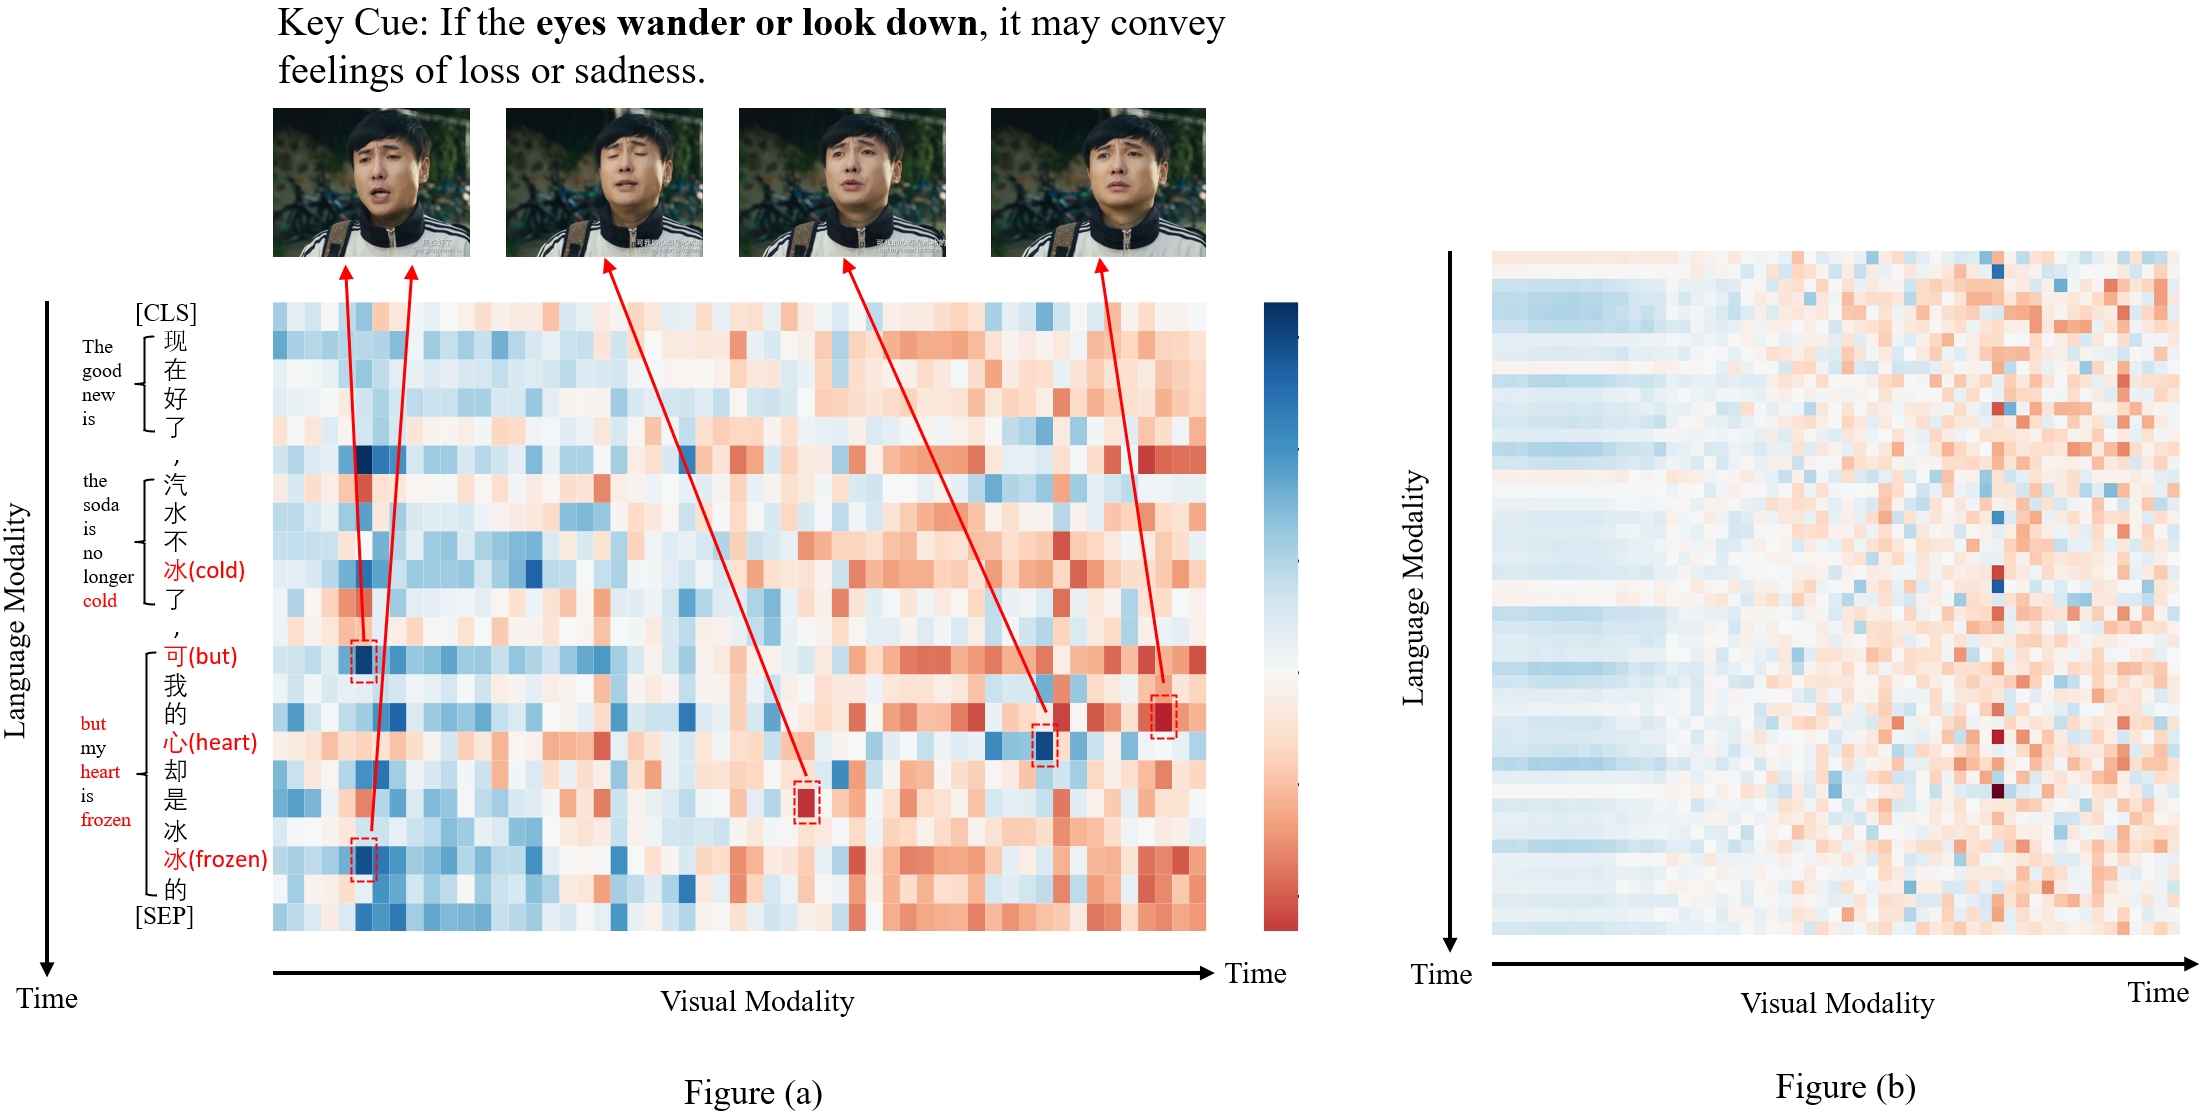 Key Cue: If the eyes wander or look down, it may convey
feelings of loss or sadness.
[CLS]
The
good
new
is
现
在
好
了
,
the
soda
is
no
longer
cold
汽
水
不
冰(cold)
了
,
but
my
heart
is
frozen
可(but)
我
的
心(heart)
却
是
冰
冰(frozen)
的
[SEP]
Language Modality
Time
Time
Visual Modality
Figure (a)
Language Modality
Time
Time
Visual Modality
Figure (b)